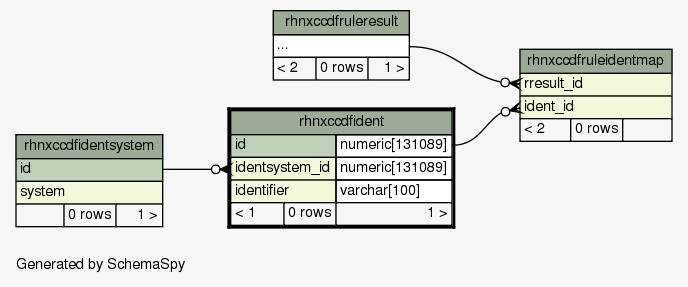 rhnxccdfruleresult
...
< 2 0 rows 1 >
rhnxccdfruleidentmap
rresult_id
ident_id
< 2 0 rows
rhnxccdfident
id numeric[131089]
identsystem_id numeric[131089]
identifier varchar[100]
< 1 0 rows 1 >
rhnxccdfidentsystem
id
system
0 rows 1 >
Generated by SchemaSpy